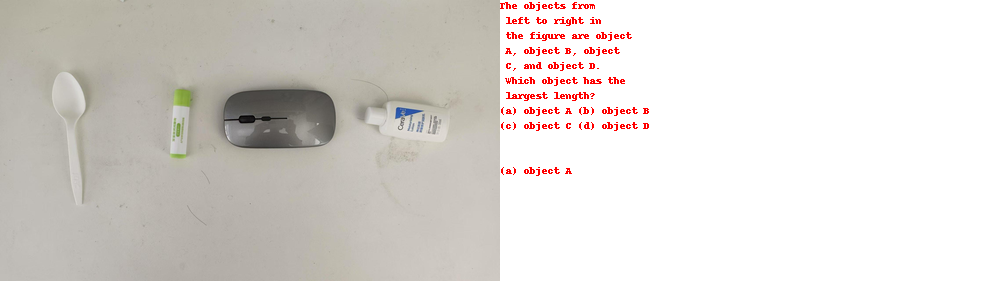 The objects from
left to right in
the figure are object
A, object B, object
C, and object D.
Which object has the
largest length?
(a) object A (b) object B
(c) object C (d) object D
(a) object A
CeraVe